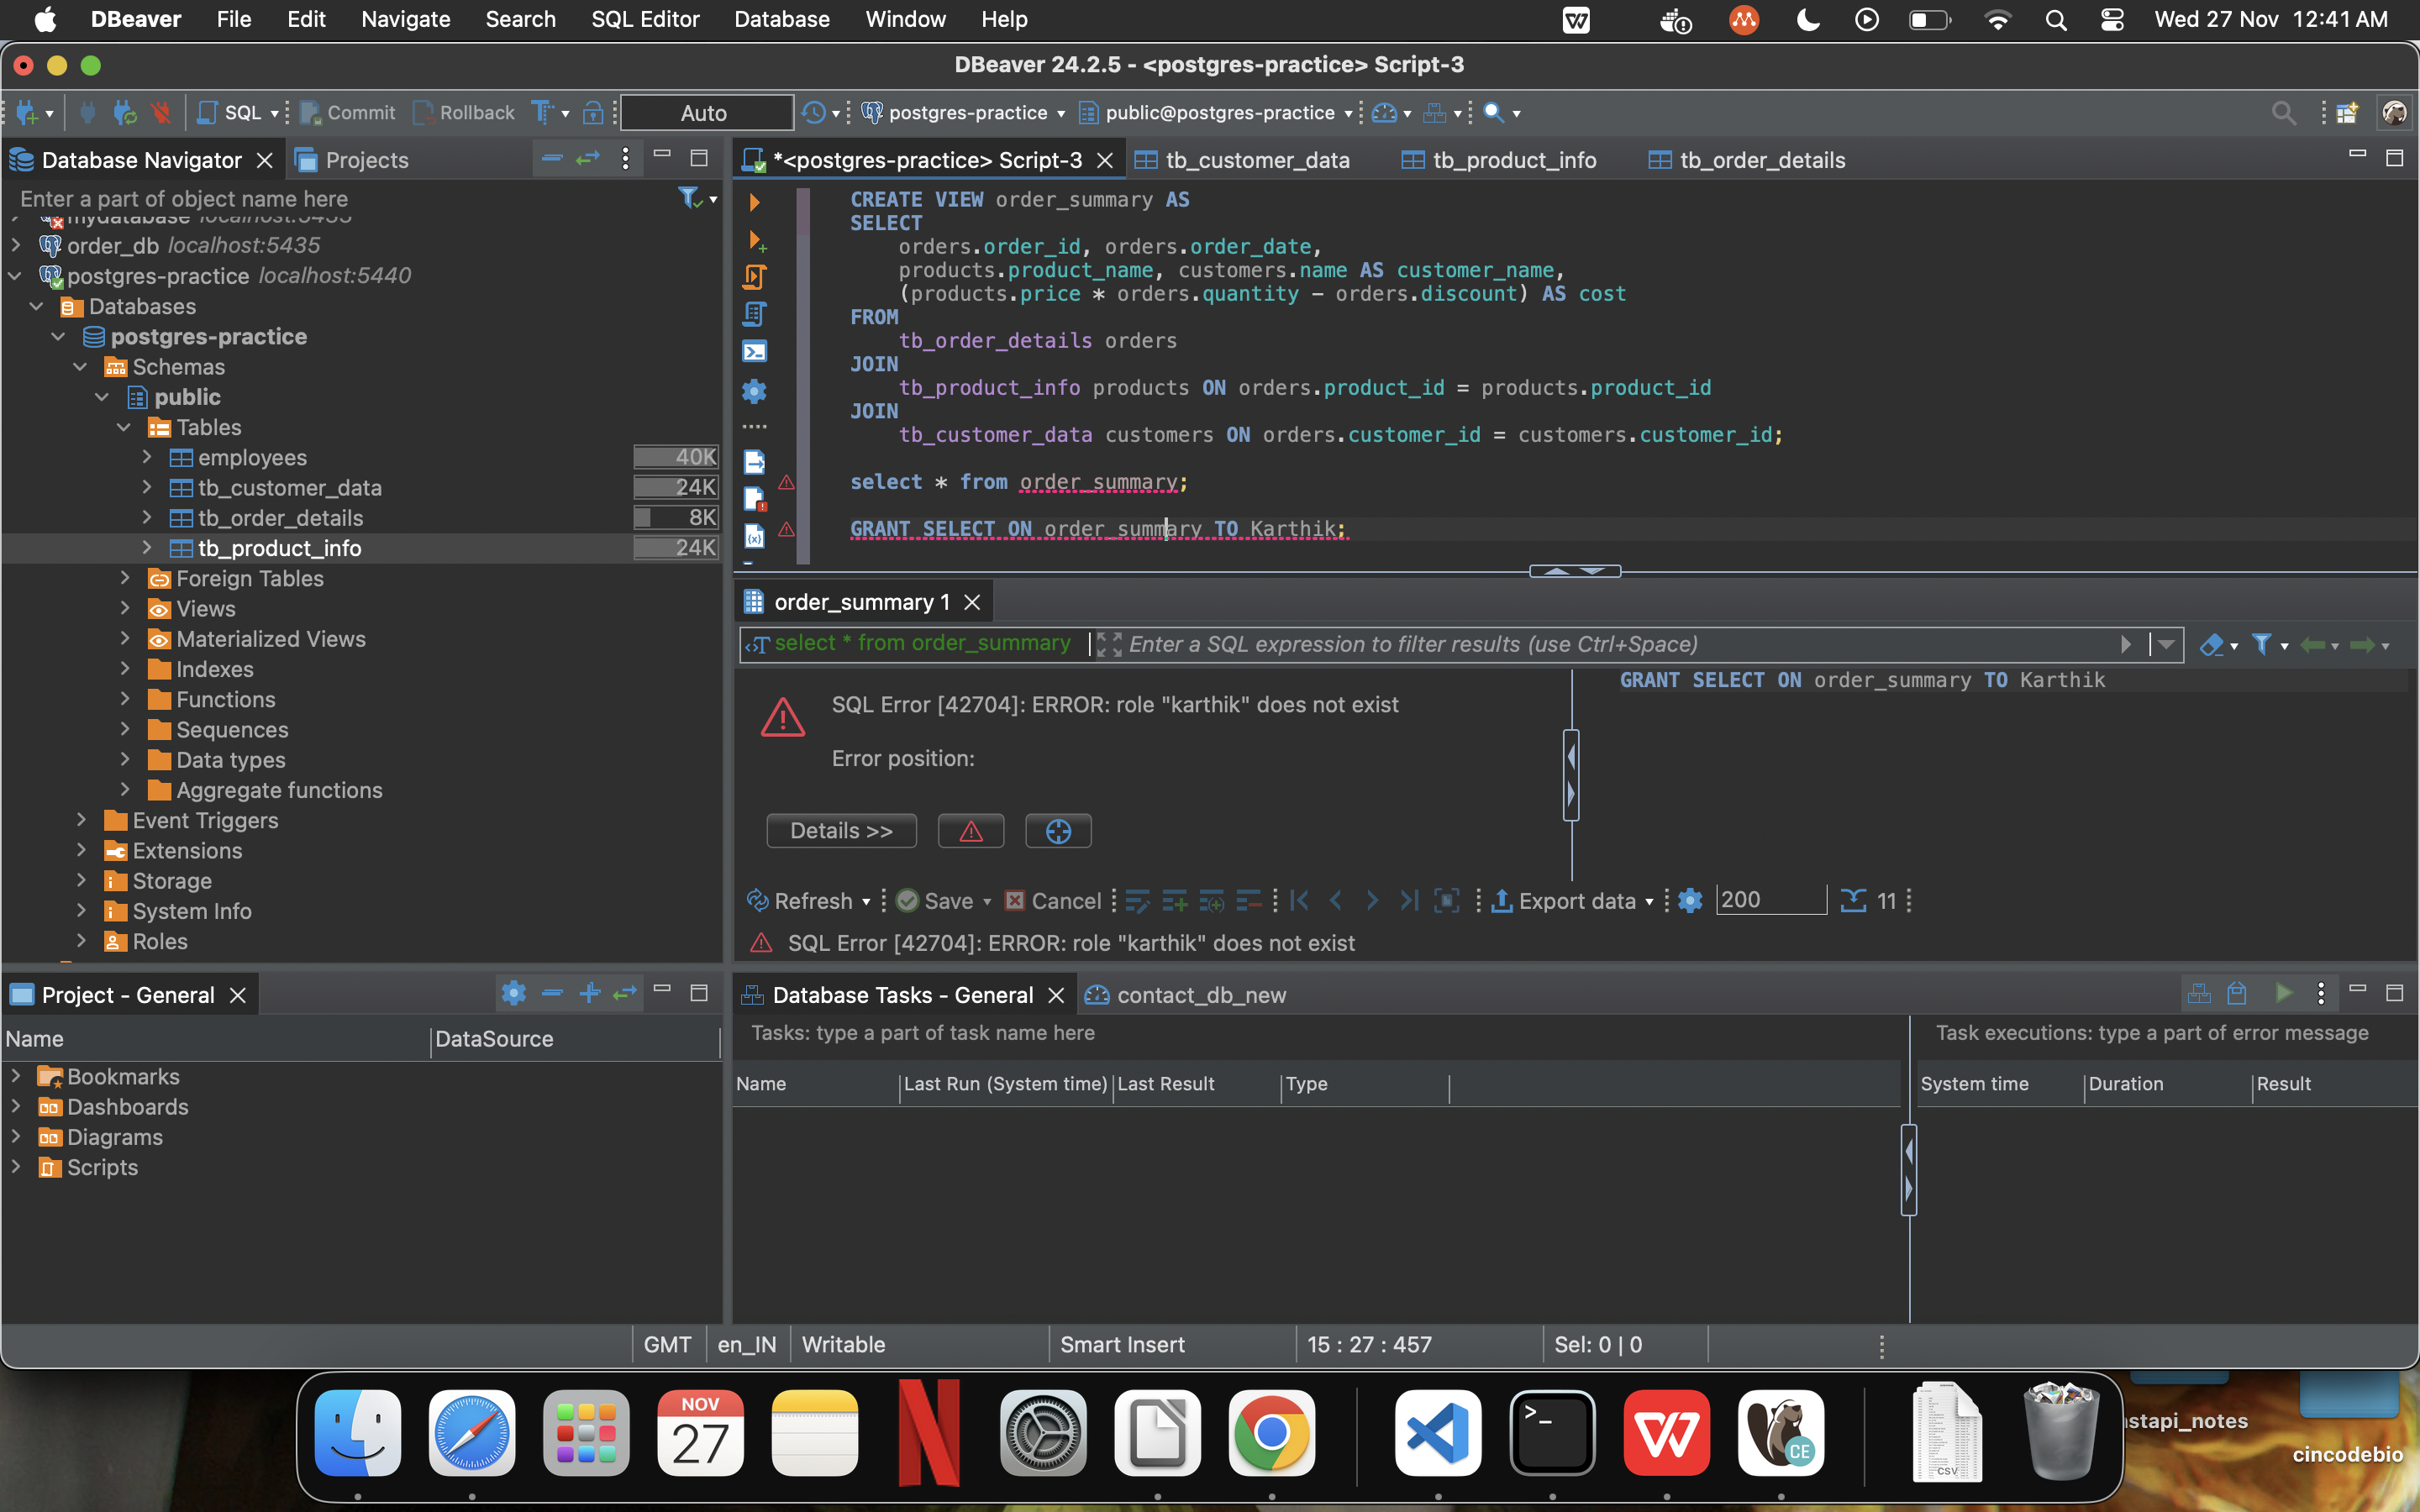 DBeaver File Edit Navigate Search SQL Editor Database Window Help Wed 27 Nov 12:41 AM
DBeaver 24.2.5 - <postgres-practice> Script-3
SQL Commit Rollback Auto postgres-practice public@postgres-practice
Database Navigator Projects
Enter a part of object name here
mydatabase localhost:5433
order_db localhost:5435
postgres-practice localhost:5440
Databases
postgres-practice
Schemas
public
Tables
employees 40K
tb_customer_data 24K
tb_order_details 8K
tb_product_info 24K
Foreign Tables
Views
Materialized Views
Indexes
Functions
Sequences
Data types
Aggregate functions
Event Triggers
Extensions
Storage
System Info
Roles
*<postgres-practice> Script-3 tb_customer_data tb_product_info tb_order_details
CREATE VIEW order_summary AS
SELECT
orders.order_id, orders.order_date,
products.product_name, customers.name AS customer_name,
(products.price * orders.quantity - orders.discount) AS cost
FROM
tb_order_details orders
JOIN
tb_product_info products ON orders.product_id = products.product_id
JOIN
tb_customer_data customers ON orders.customer_id = customers.customer_id;
select * from order_summary;
GRANT SELECT ON order_summary TO Karthik;
order_summary 1
select * from order_summary Enter a SQL expression to filter results (use Ctrl+Space)
SQL Error [42704]: ERROR: role "karthik" does not exist
Error position:
Details >>
GRANT SELECT ON order_summary TO Karthik
Refresh Save Cancel Export data 200 11
SQL Error [42704]: ERROR: role "karthik" does not exist
Project - General
Name DataSource
Bookmarks
Dashboards
Diagrams
Scripts
Database Tasks - General contact_db_new
Tasks: type a part of task name here
Name Last Run (System time) Last Result Type
Task executions: type a part of error message
System time Duration Result
GMT en_IN Writable Smart Insert 15 : 27 : 457 Sel: 0 | 0
NOV
27
CE
CSV
stapi_notes
cincodebio